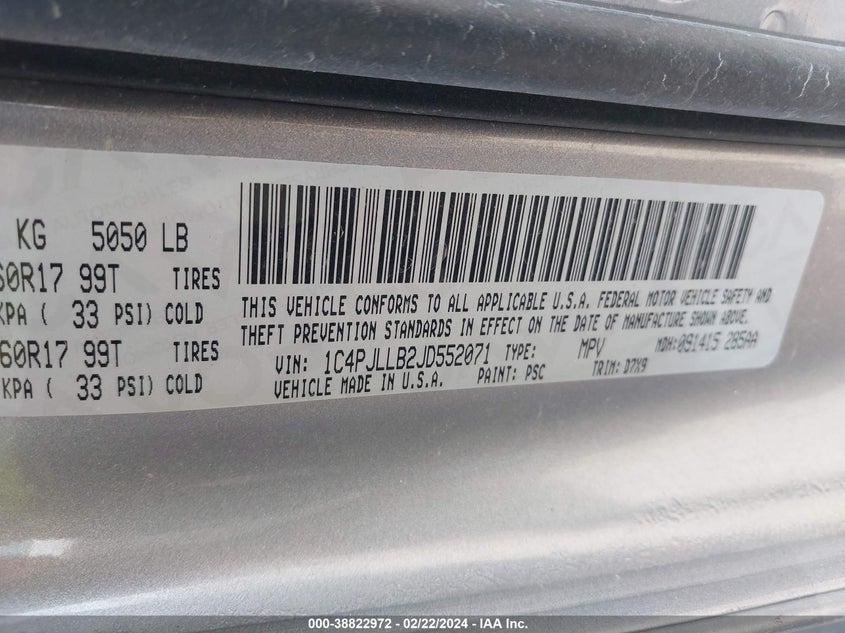 KG 5050 LB
60R17 99T TIRES
KPA ( 33 PSI) COLD
60R17 99T TIRES
KPA ( 33 PSI) COLD
THIS VEHICLE CONFORMS TO ALL APPLICABLE U.S.A. FEDERAL MOTOR VEHICLE SAFETY AND
THEFT PREVENTION STANDARDS IN EFFECT ON THE DATE OF MANUFACTURE SHOWN ABOVE.
VIN: 1C4PJLLB2JD552071 TYPE: MPV MDH: 091415 285AA
VEHICLE MADE IN U.S.A. PAINT: PSC TRIM: D7X9
000-38822972 - 02/22/2024 - IAA Inc.